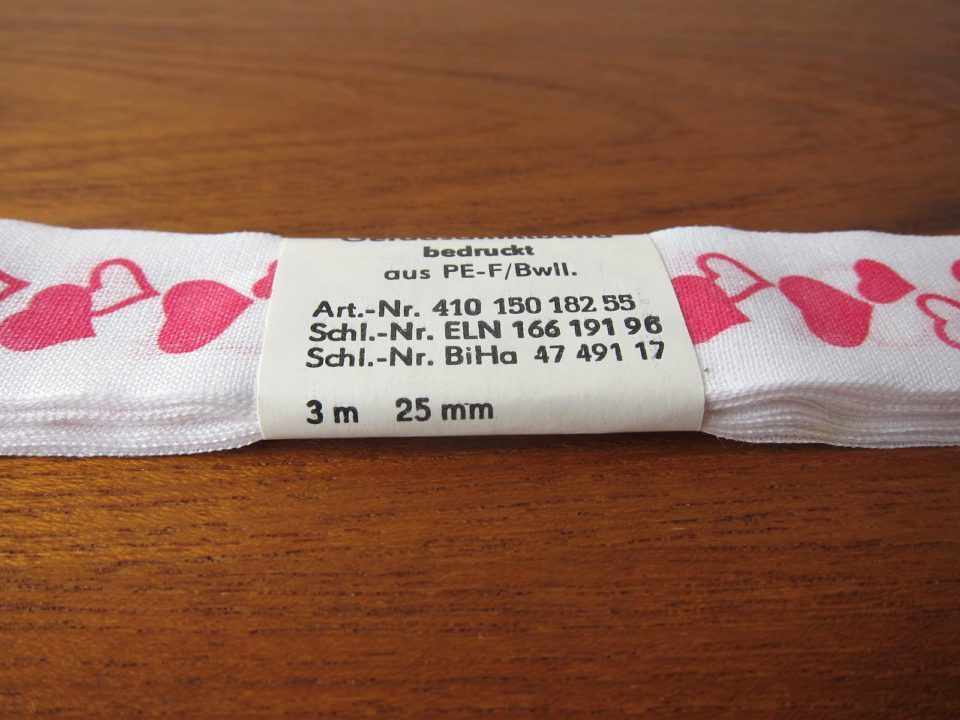 bedruckt
aus PE-F/Bwll.
Art.-Nr. 410 150 182 55
Schl.-Nr. ELN 166 191 96
Schl.-Nr. BiHa 47 491 17
3 m 25 mm